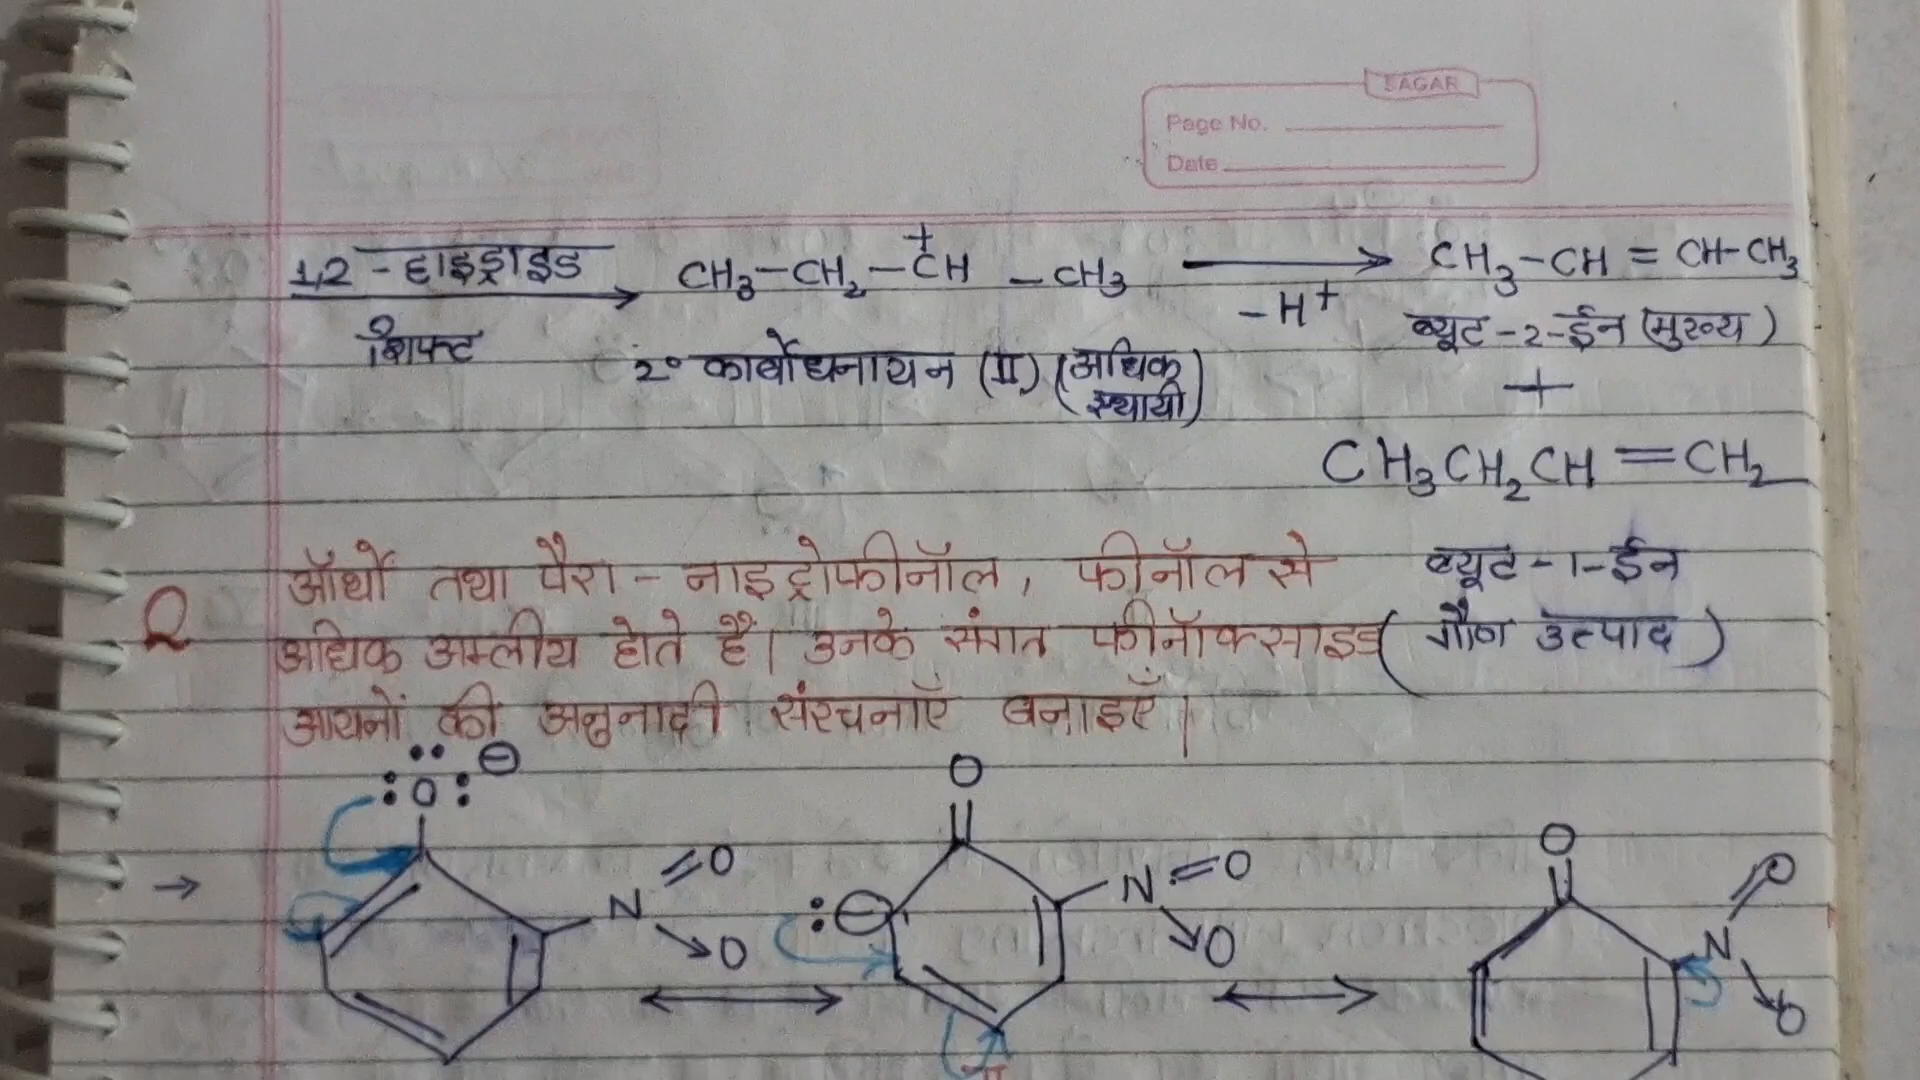 SAGAR
Page No.
Date
1,2-हाइड्राइड
शिफ्ट
CH₃-CH₂-C⁺H-CH₃
-H⁺
CH₃-CH=CH-CH₃
2° कार्बोधनायन (II) (अधिक स्थायी)
ब्यूट-2-ईन (मुख्य)
+
CH₃CH₂CH=CH₂
ब्यूट-1-ईन
(गौण उत्पाद)
Q ऑर्थो तथा पैरा-नाइट्रोफीनॉल, फीनॉल से
अधिक अम्लीय होते हैं। उनके संगत फीनॉक्साइड
आयनों की अनुनादी संरचनाएँ बनाइएँ।
O ⊖
N =O
O
O
⊖
N =O
O
O
N
O
O